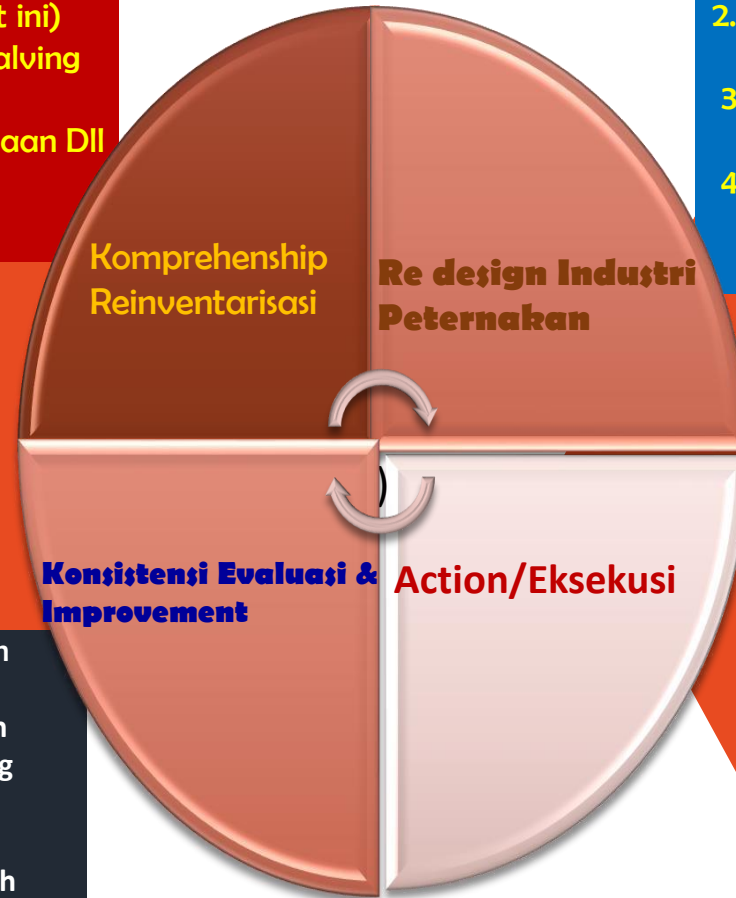 t ini)
alving
aan Dll
2.
3
4
Komprehenship
Reinventarisasi
Re design Industri
Peternakan
)
Konsistensi Evaluasi &
Improvement
Action/Eksekusi
n
n
g
h